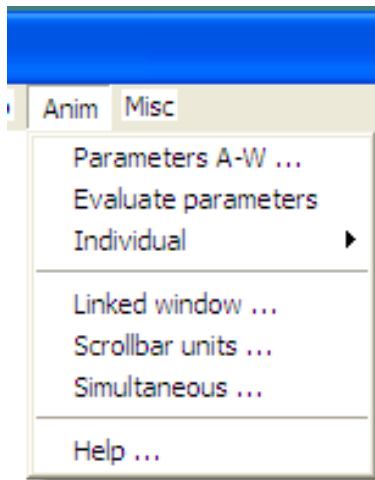 Anim Misc
Parameters A-W ...
Evaluate parameters
Individual
Linked window ...
Scrollbar units ...
Simultaneous ...
Help ...